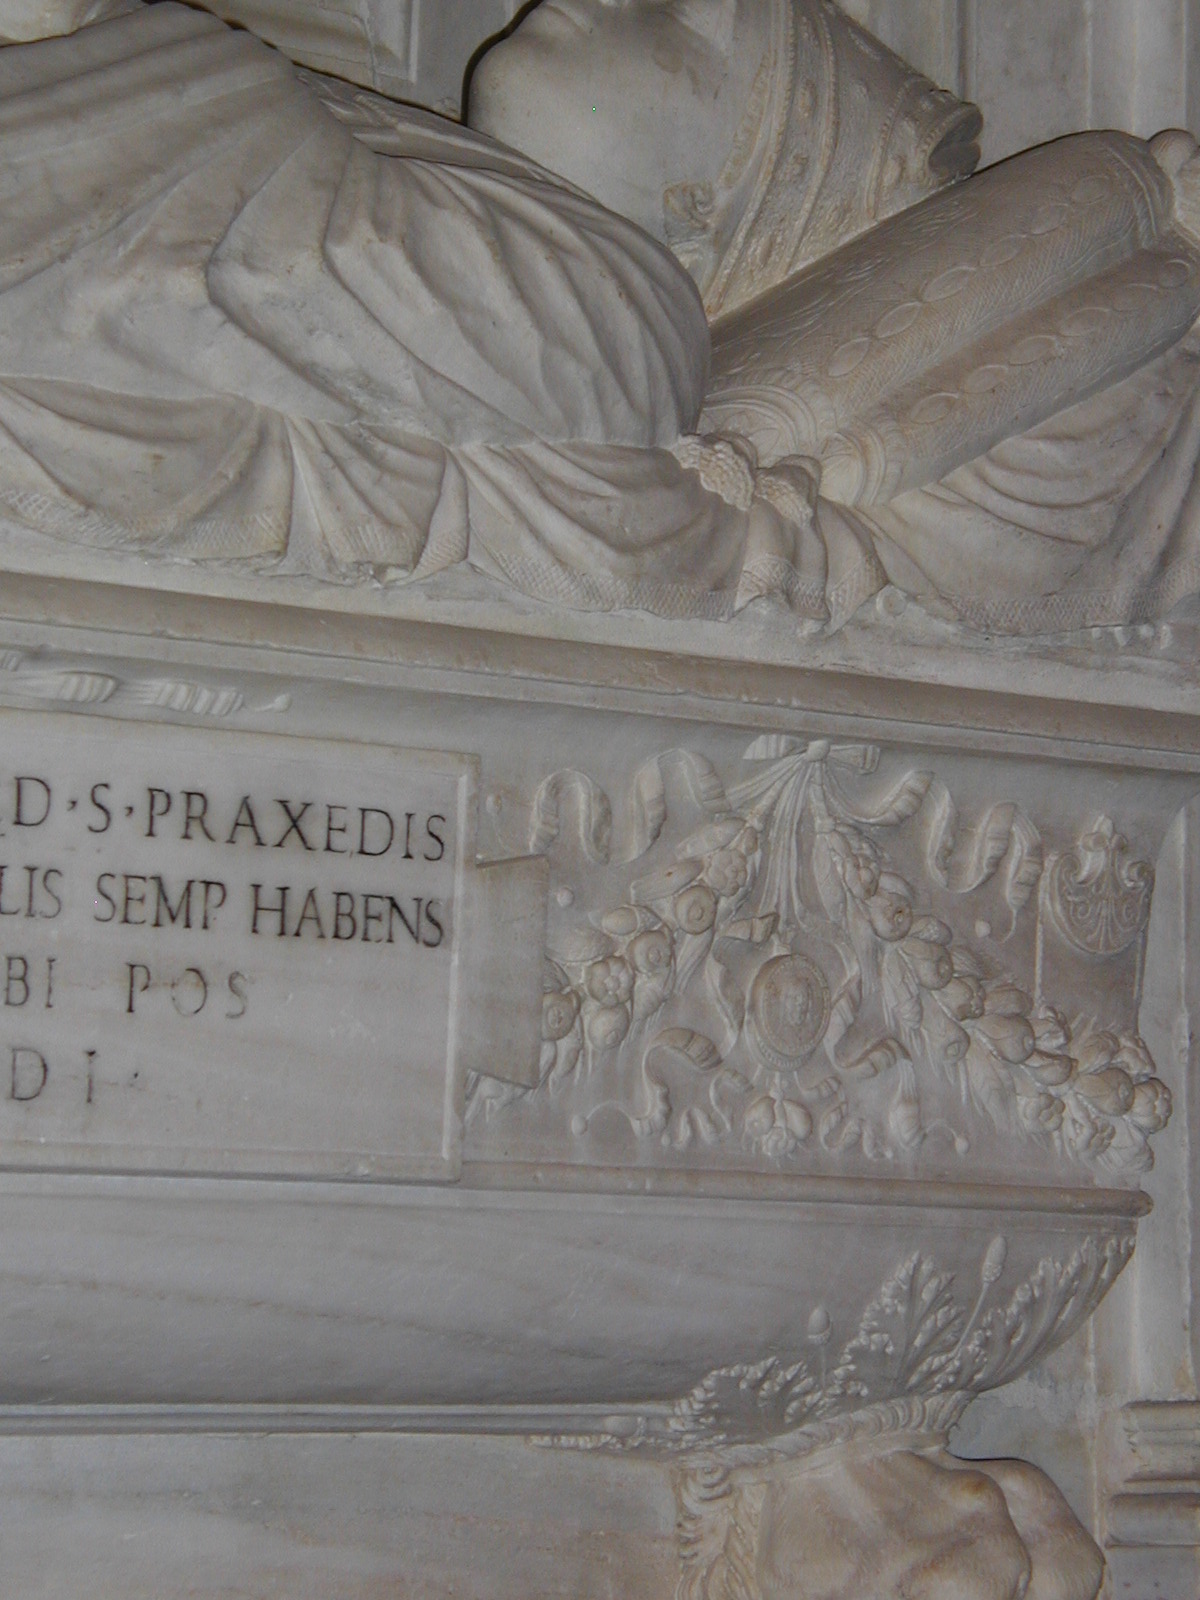 D · S · PRAXEDIS
LIS SEMP HABENS
BI POS
DI ·